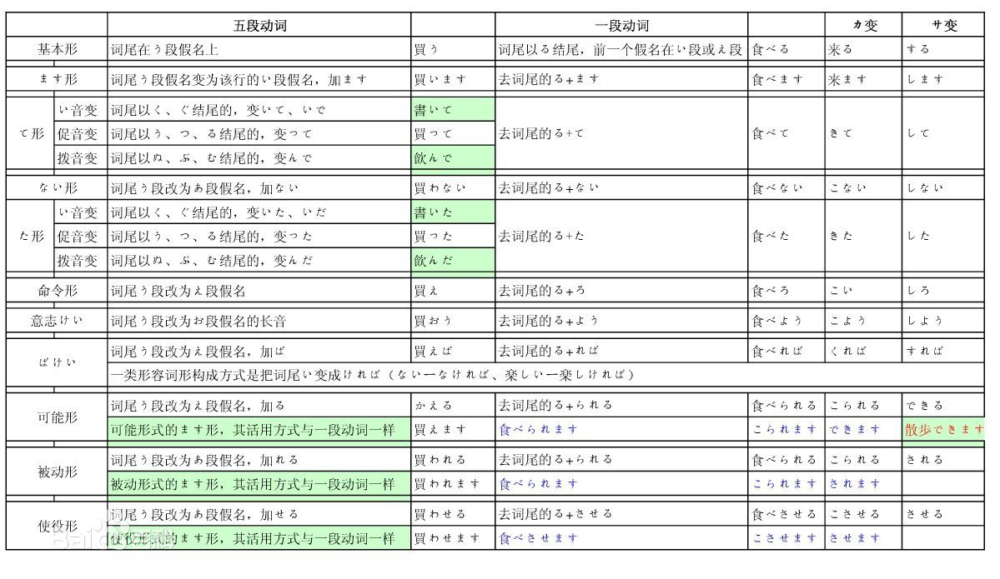 五段动词 一段动词 カ变 サ变
基本形 词尾在う段假名上 買う 词尾以る结尾，前一个假名在い段或え段 食べる 来る する
ます形 词尾う段假名变为该行的い段假名，加ます 買います 去词尾的る+ます 食べます 来ます します
て形 い音变 词尾以く、ぐ结尾的，变いて、いで 書いて 去词尾的る+て 食べて きて して
促音变 词尾以う、つ、る结尾的，变って 買って
拨音变 词尾以ぬ、ぶ、む结尾的，变んで 飲んで
ない形 词尾う段改为あ段假名，加ない 買わない 去词尾的る+ない 食べない こない しない
た形 い音变 词尾以く、ぐ结尾的，变いた、いだ 書いた 去词尾的る+た 食べた きた した
促音变 词尾以う、つ、る结尾的，变った 買った
拨音变 词尾以ぬ、ぶ、む结尾的，变んだ 飲んだ
命令形 词尾う段改为え段假名 買え 去词尾的る+ろ 食べろ こい しろ
意志けい 词尾う段改为お段假名的长音 買おう 去词尾的る+よう 食べよう こよう しよう
ばけい 词尾う段改为え段假名，加ば 買えば 去词尾的る+れば 食べれば くれば すれば
一类形容词形构成方式是把词尾い变成ければ（ない一なければ、楽しい一楽しければ）
可能形 词尾う段改为え段假名，加る かえる 去词尾的る+られる 食べられる こられる できる
可能形式的ます形，其活用方式与一段动词一样 買えます 食べられます こられます できます 散歩できます
被动形 词尾う段改为あ段假名，加れる 買われる 去词尾的る+られる 食べられる こられる される
被动形式的ます形，其活用方式与一段动词一样 買われます 食べられます こられます されます
使役形 词尾う段改为あ段假名，加せる 買わせる 去词尾的る+させる 食べさせる こさせる させる
使役形式的ます形，其活用方式与一段动词一样 買わせます 食べさせます こさせます させます
Baidu百科